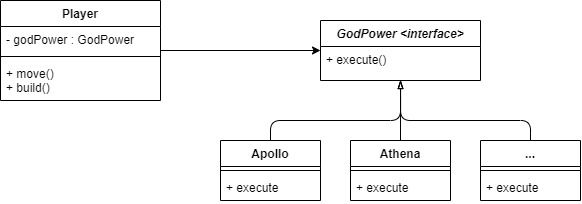 Player
- godPower : GodPower
+ move()
+ build()
GodPower <interface>
+ execute()
Apollo
+ execute
Athena
+ execute
...
+ execute